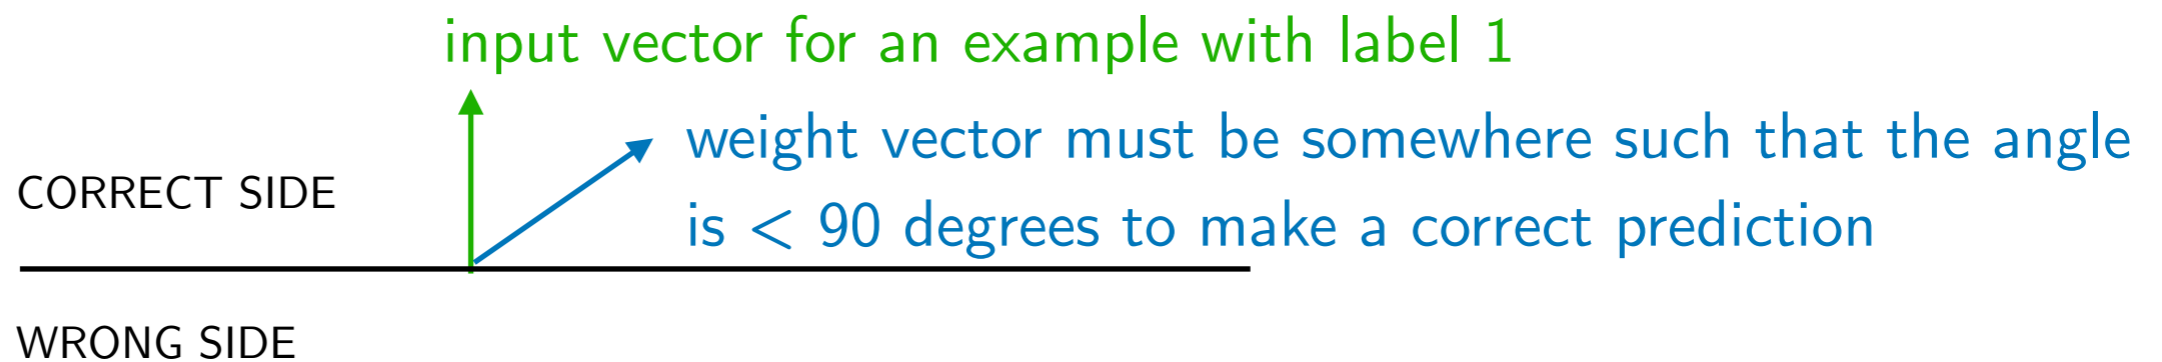 input vector for an example with label 1
weight vector must be somewhere such that the angle
is < 90 degrees to make a correct prediction
CORRECT SIDE
WRONG SIDE